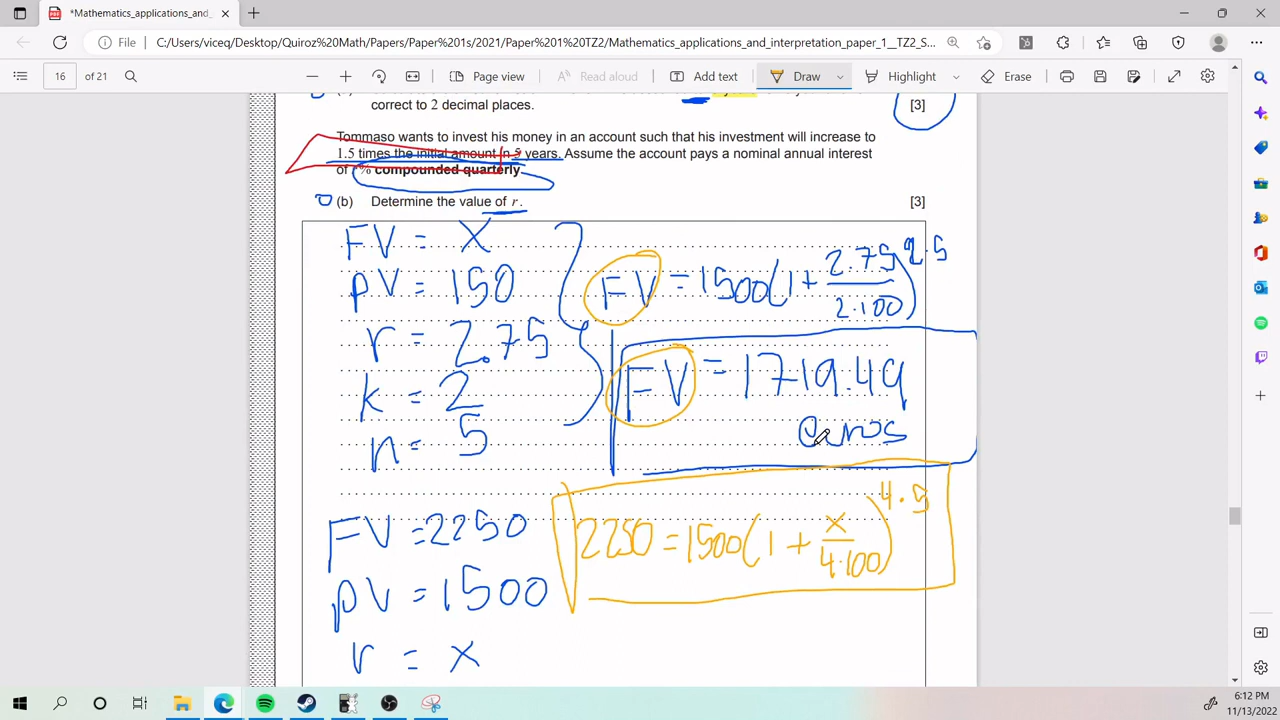 *Mathematics_applications_and_
File
C:/Users/viceq/Desktop/Quiroz%20Math/Papers/Paper%201s/2021/Paper%201%20TZ2/Mathematics_applications_and_interpretation_paper_1__TZ2_S...
16 of 21
Page view
Read aloud
Add text
Draw
Highlight
Erase
correct to 2 decimal places. [3]
Tommaso wants to invest his money in an account such that his investment will increase to
1.5 times the initial amount in 5 years. Assume the account pays a nominal annual interest
of % compounded quarterly
(b) Determine the value of r. [3]
FV = X
PV = 150
r = 2.75
k = 2
n = 5
FV = 1500(1 + 2.75/2·100)^2·5
FV = 1719.49
euros
FV = 2250
PV = 1500
r = x
2250 = 1500(1 + x/4·100)^4·5
6:12 PM
11/13/2022